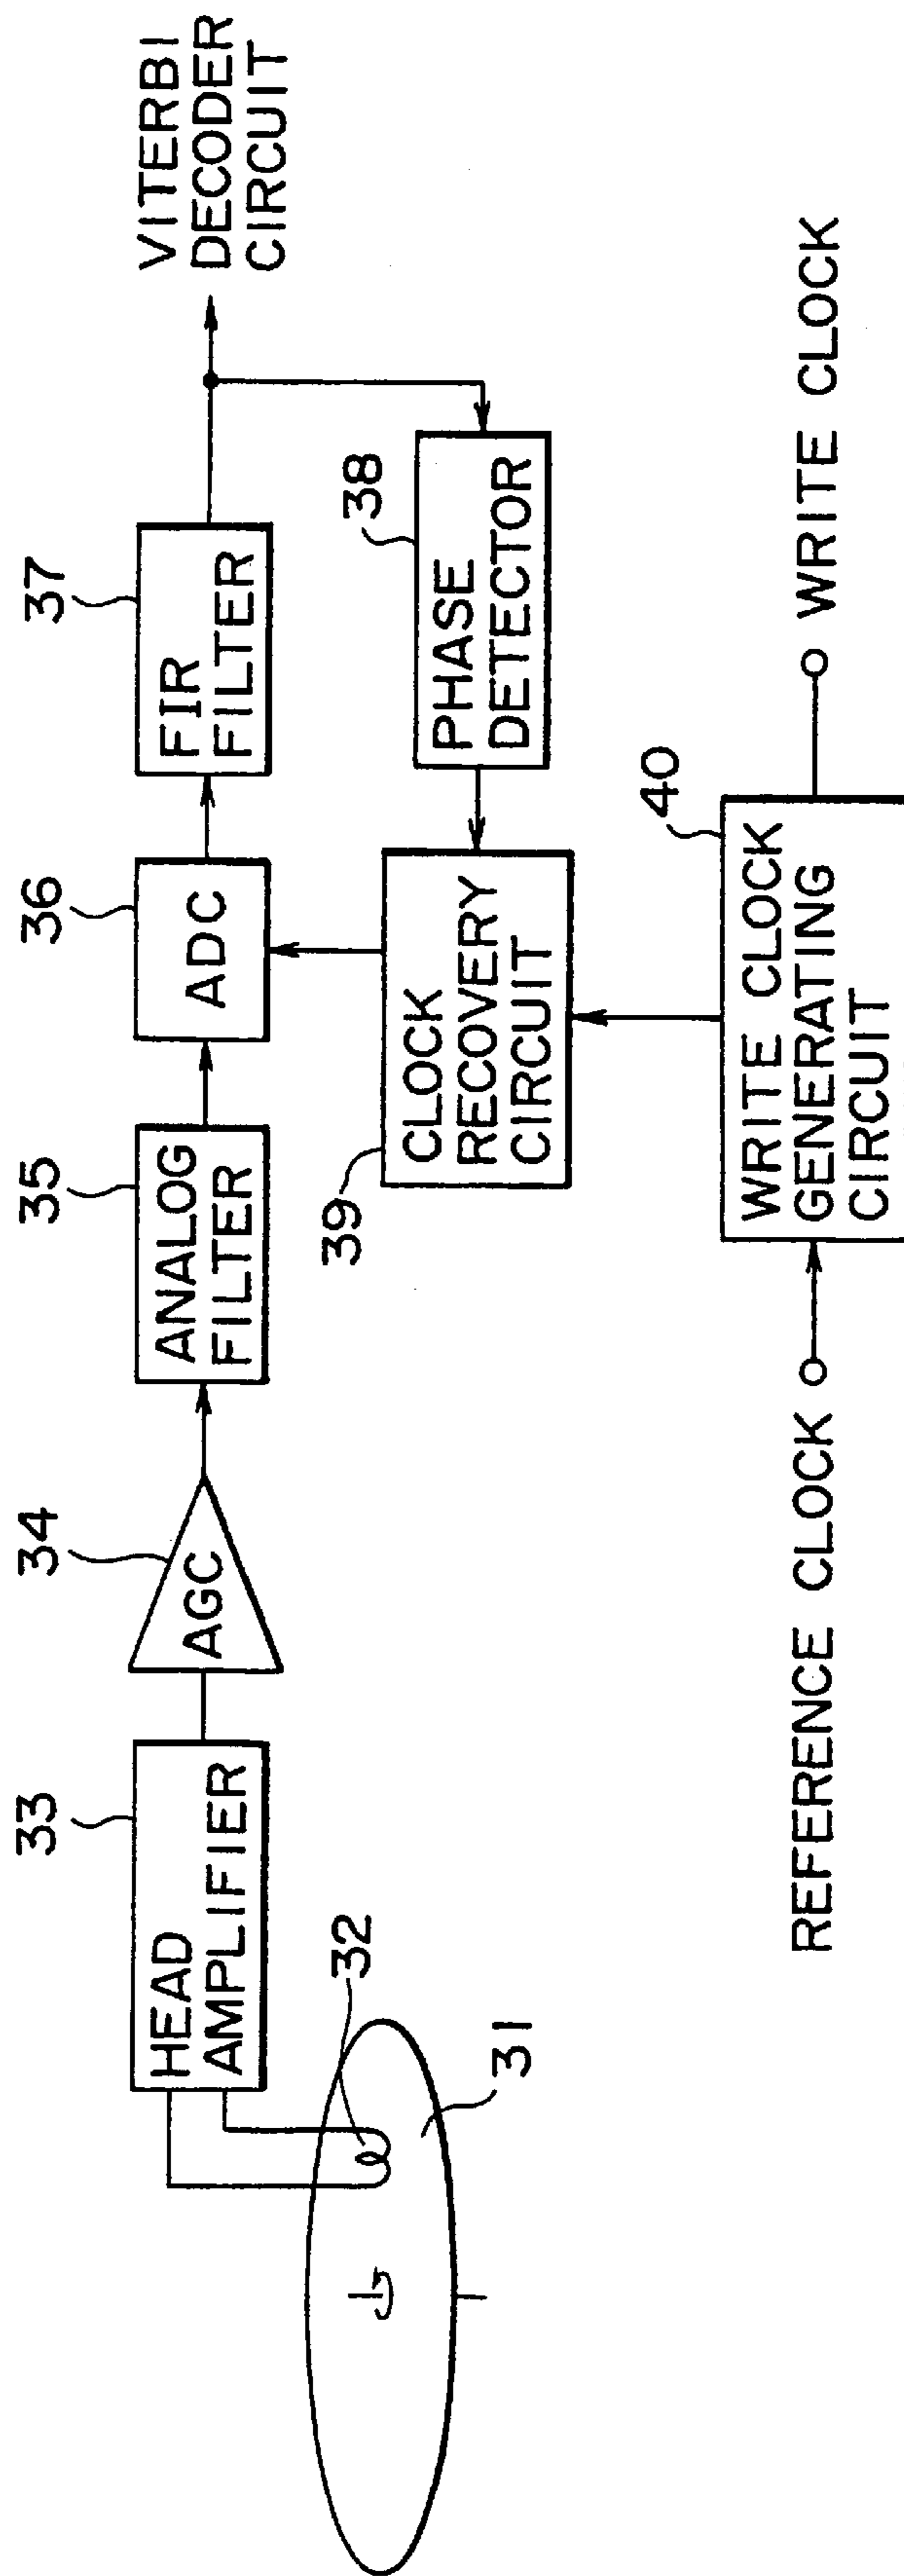 33
HEAD
AMPLIFIER
34
AGC
35
ANALOG
FILTER
36
ADC
37
FIR
FILTER
VITERBI
DECODER
CIRCUIT
32
31
39
CLOCK
RECOVERY
CIRCUIT
38
PHASE
DETECTOR
40
REFERENCE CLOCK
WRITE CLOCK
GENERATING
CIRCUIT
WRITE CLOCK